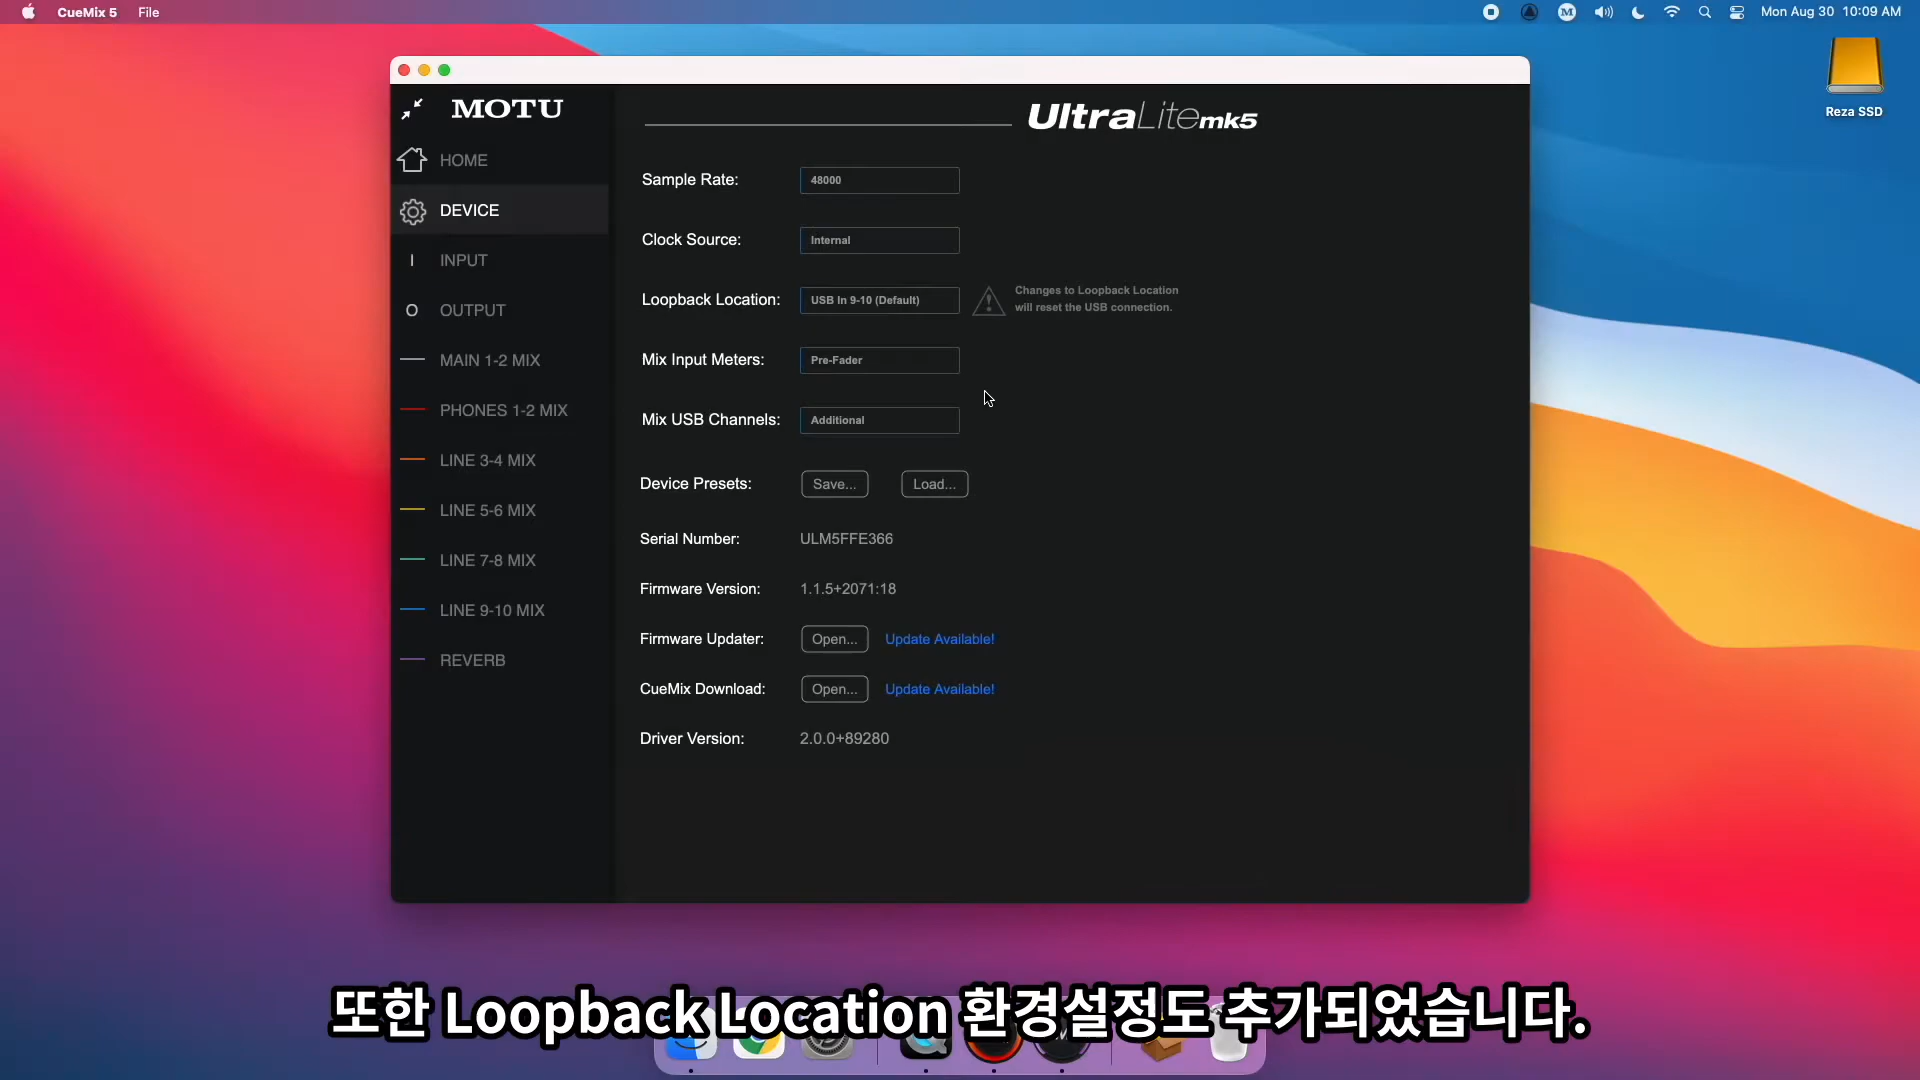 CueMix 5 File
M
Mon Aug 30 10:09 AM
Reza SSD
MOTU
UltraLite mk5
HOME
DEVICE
I INPUT
O OUTPUT
MAIN 1-2 MIX
PHONES 1-2 MIX
LINE 3-4 MIX
LINE 5-6 MIX
LINE 7-8 MIX
LINE 9-10 MIX
REVERB
Sample Rate: 48000
Clock Source: Internal
Loopback Location: USB In 9-10 (Default)
Changes to Loopback Location
will reset the USB connection.
Mix Input Meters: Pre-Fader
Mix USB Channels: Additional
Device Presets: Save... Load...
Serial Number: ULM5FFE366
Firmware Version: 1.1.5+2071:18
Firmware Updater: Open... Update Available!
CueMix Download: Open... Update Available!
Driver Version: 2.0.0+89280
또한 Loopback Location 환경설정도 추가되었습니다.